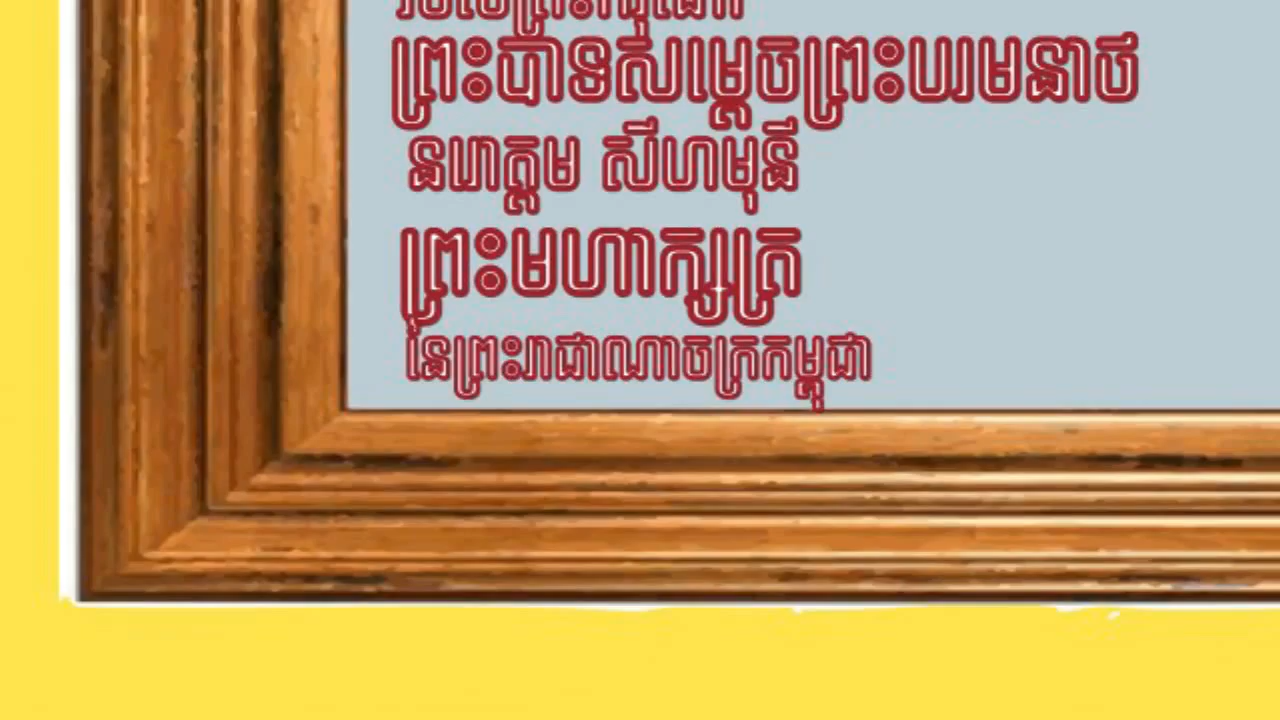 ព្រះបាទសម្តេចព្រះបរមនាថ
នរោត្តម សីហមុនី
ព្រះមហាក្សត្រ
នៃព្រះរាជាណាចក្រកម្ពុជា